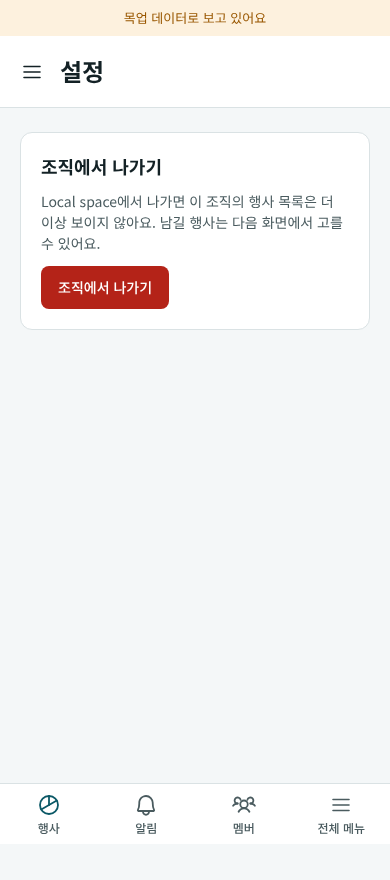 목업 데이터로 보고 있어요
설정
조직에서 나가기
Local space에서 나가면 이 조직의 행사 목록은 더
이상 보이지 않아요. 남길 행사는 다음 화면에서 고를
수 있어요.
조직에서 나가기
행사
알림
멤버
전체 메뉴